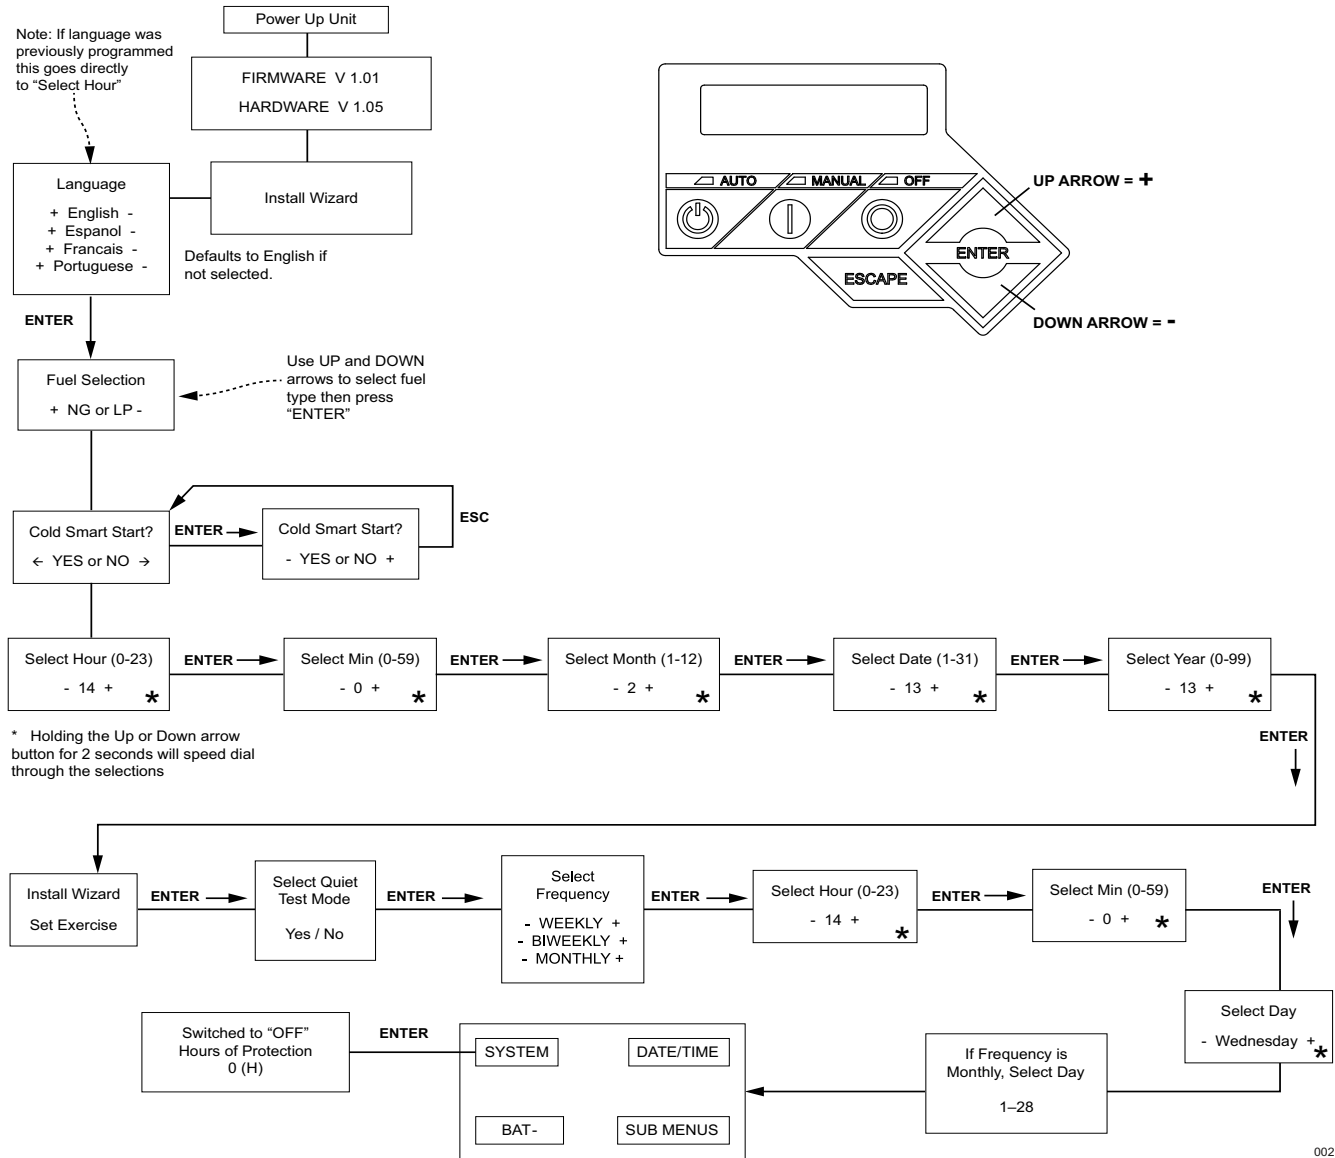 Power Up Unit
Note: If language was
previously programmed
this goes directly
to “Select Hour”
FIRMWARE V 1.01
HARDWARE V 1.05
Language
+ English -
+ Espanol -
+ Francais -
+ Portuguese -
Install Wizard
Defaults to English if
not selected.
AUTO
MANUAL
OFF
UP ARROW = +
ENTER
ESCAPE
DOWN ARROW = -
ENTER
Fuel Selection
+ NG or LP -
Use UP and DOWN
arrows to select fuel
type then press
“ENTER”
Cold Smart Start?
← YES or NO →
ENTER
Cold Smart Start?
- YES or NO +
ESC
Select Hour (0-23)
- 14 +
*
ENTER
Select Min (0-59)
- 0 +
*
ENTER
Select Month (1-12)
- 2 +
*
ENTER
Select Date (1-31)
- 13 +
*
ENTER
Select Year (0-99)
- 13 +
*
* Holding the Up or Down arrow
button for 2 seconds will speed dial
through the selections
ENTER
Install Wizard
Set Exercise
ENTER
Select Quiet
Test Mode
Yes / No
ENTER
Select
Frequency
- WEEKLY +
- BIWEEKLY +
- MONTHLY +
ENTER
Select Hour (0-23)
- 14 +
*
ENTER
Select Min (0-59)
- 0 +
*
ENTER
Select Day
- Wednesday +
*
If Frequency is
Monthly, Select Day
1–28
SYSTEM
DATE/TIME
BAT-
SUB MENUS
ENTER
Switched to “OFF”
Hours of Protection
0 (H)
002